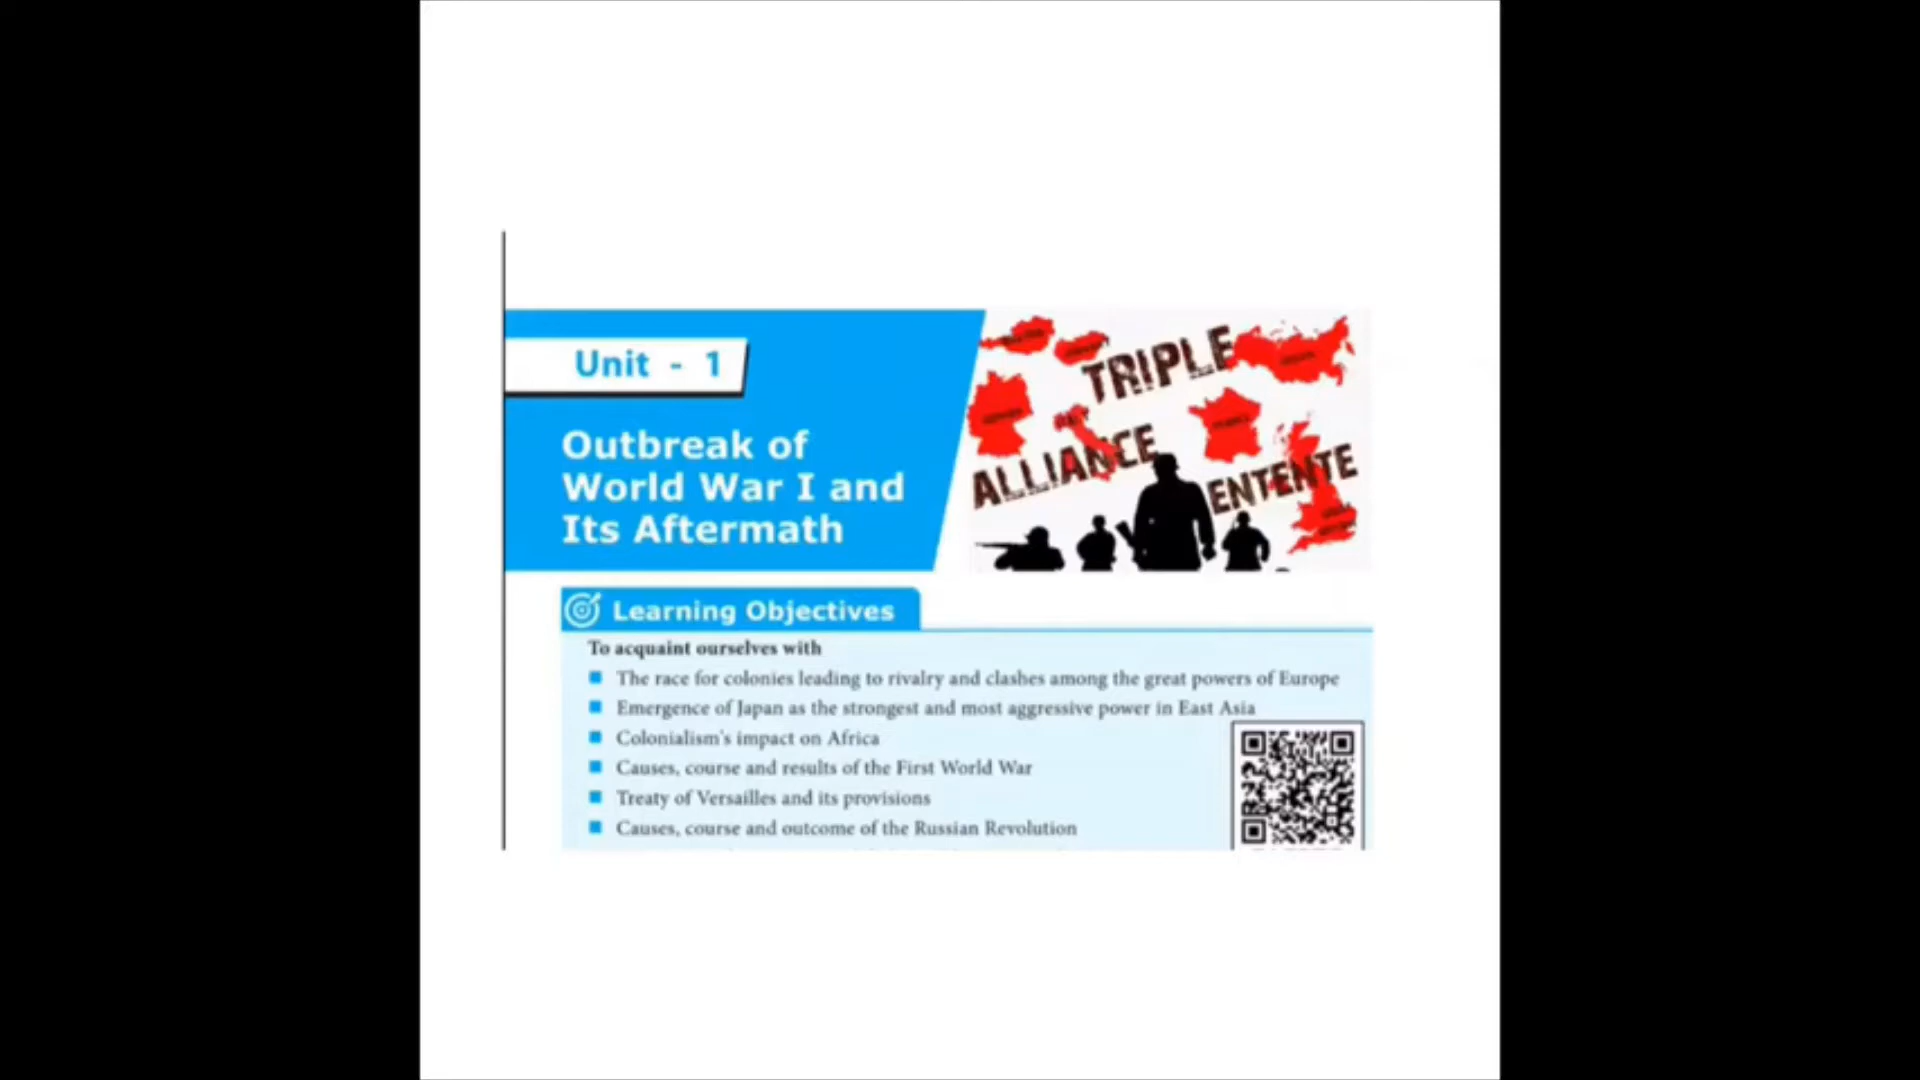 Unit - 1
Outbreak of
World War I and
Its Aftermath
TRIPLE
ALLIANCE
ENTENTE
Learning Objectives
To acquaint ourselves with
The race for colonies leading to rivalry and clashes among the great powers of Europe
Emergence of Japan as the strongest and most aggressive power in East Asia
Colonialism's impact on Africa
Causes, course and results of the First World War
Treaty of Versailles and its provisions
Causes, course and outcome of the Russian Revolution